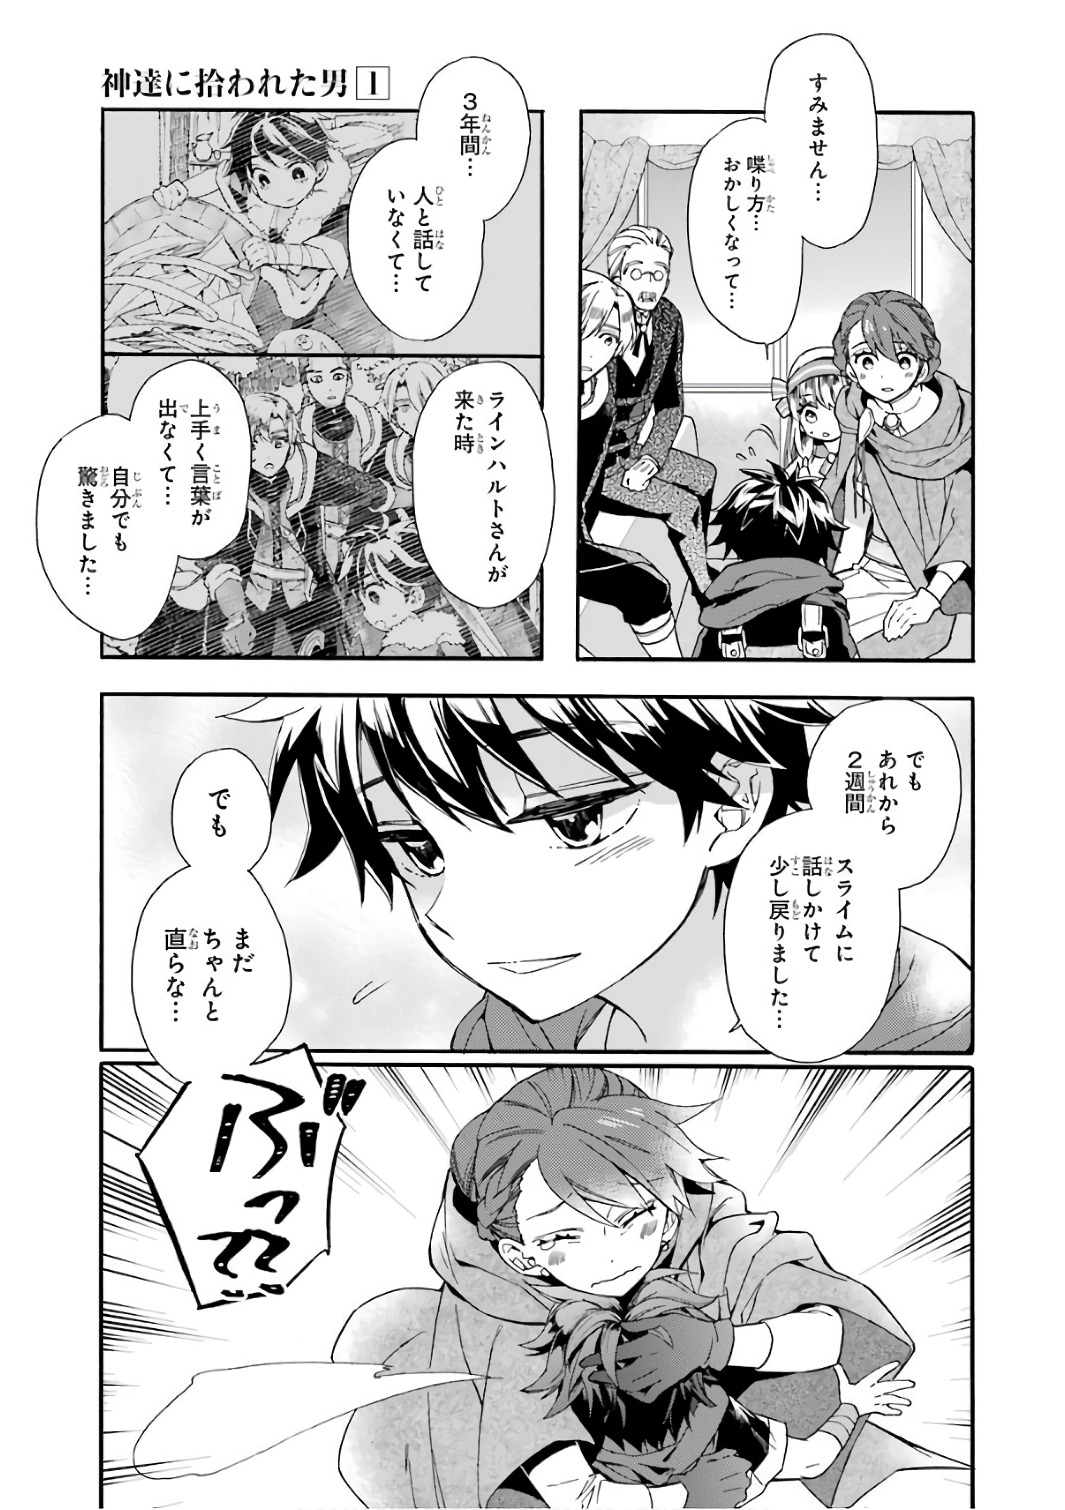 神達に拾われた男 1
すみません…
喋り方…
おかしくなって…
3年間…
人と話して
いなくて…
ラインハルトさんが
来た時
上手く言葉が
出なくて…
自分でも
驚きました…
でも
あれから
2週間
スライムに
話しかけて
少し戻りました…
でも
まだ
ちゃんと
直らな…
ぶっ!?